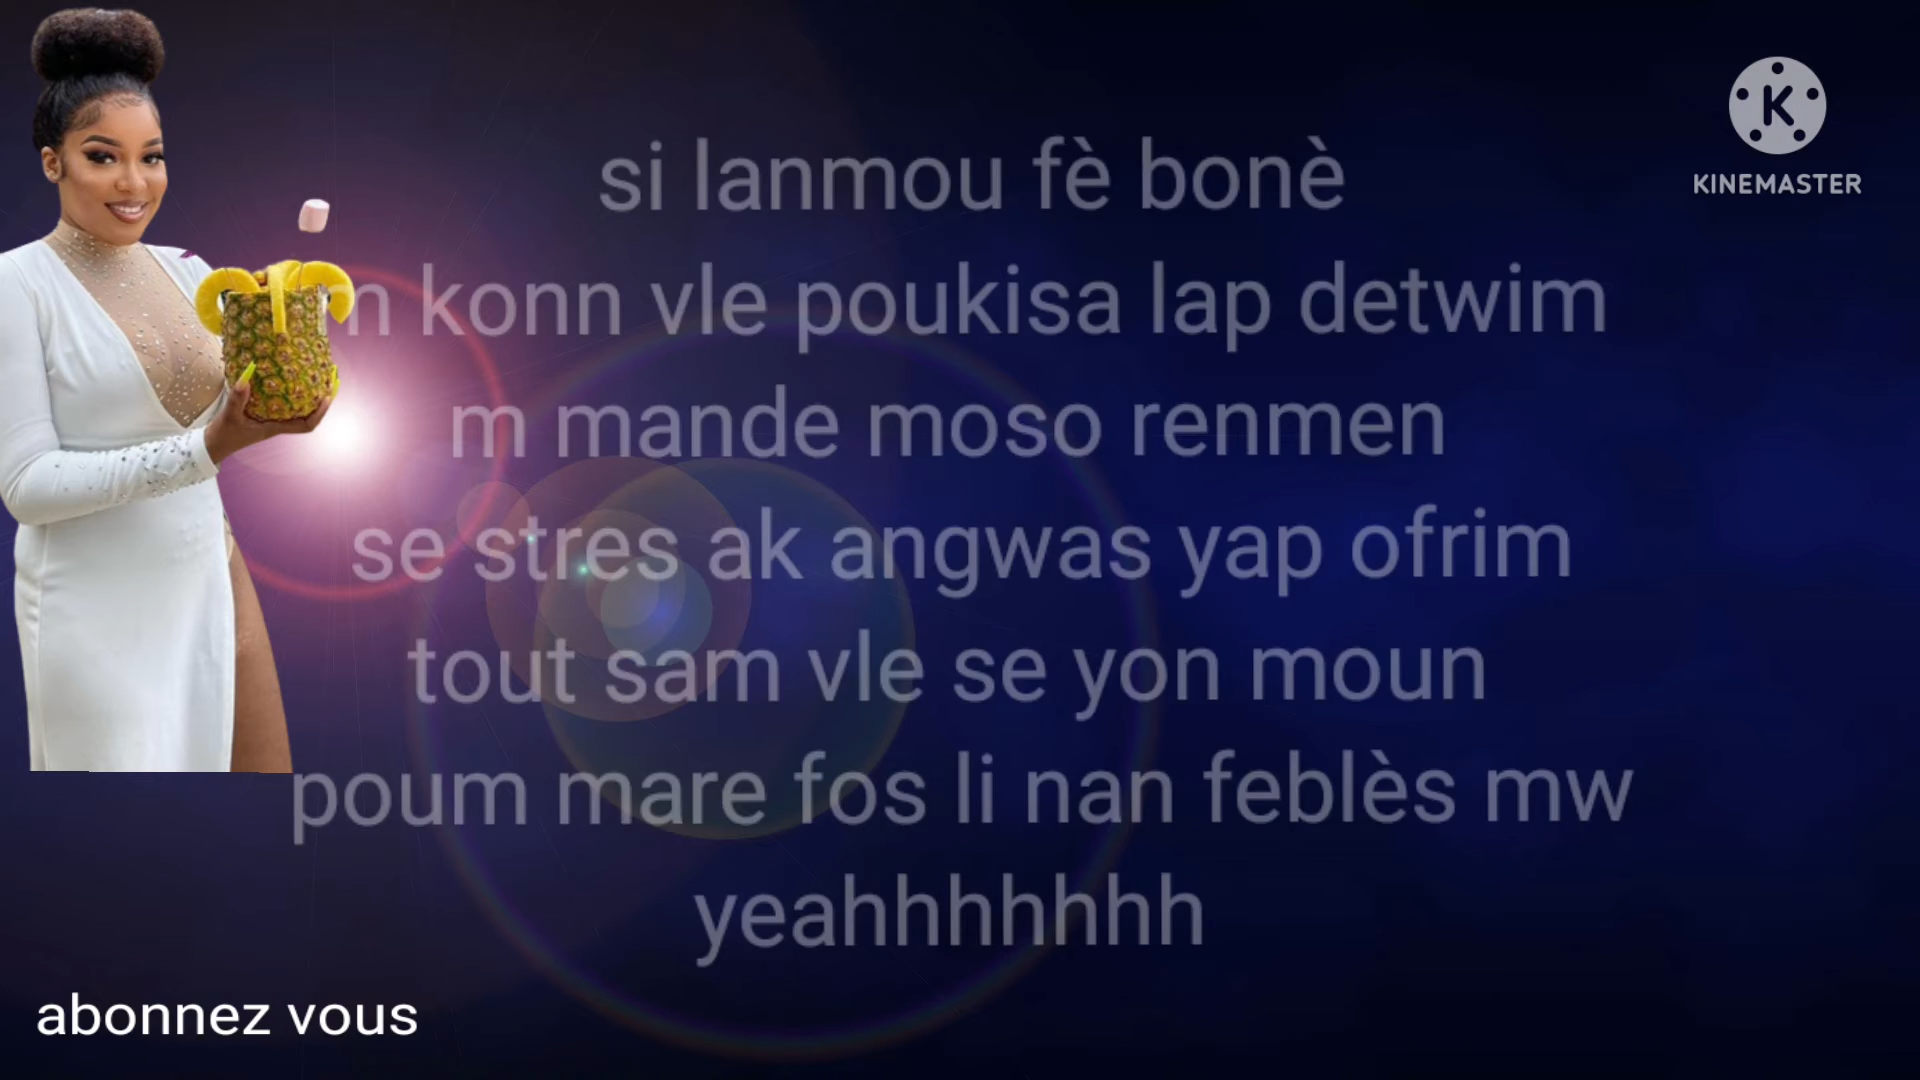 si lanmou fè bonè
m konn vle poukisa lap detwim
m mande moso renmen
se stres ak angwas yap ofrim
tout sam vle se yon moun
poum mare fos li nan feblès mw
yeahhhhhhh
K
KINEMASTER
abonnez vous